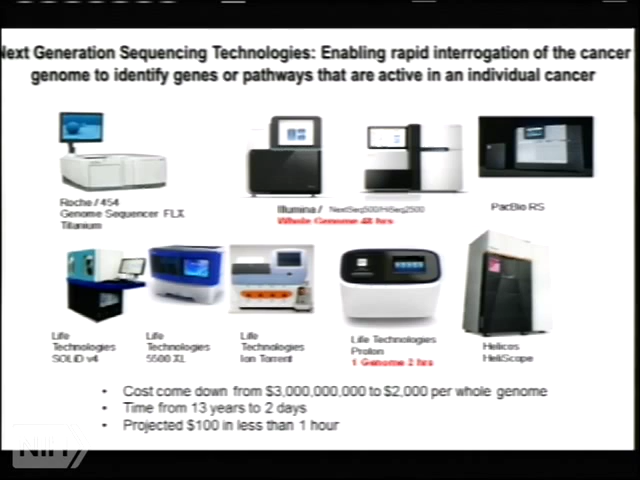 Next Generation Sequencing Technologies: Enabling rapid interrogation of the cancer
genome to identify genes or pathways that are active in an individual cancer
Roche / 454
Genome Sequencer FLX
Titanium
Illumina / NextSeq500/HiSeq2500
Whole Genome 48 hrs
PacBio RS
Life
Technologies
SOLiD v4
Life
Technologies
5500 XL
Life
Technologies
Ion Torrent
Life Technologies
Proton
1 Genome 2 hrs
Helicos
HeliScope
• Cost come down from $3,000,000,000 to $2,000 per whole genome
• Time from 13 years to 2 days
• Projected $100 in less than 1 hour
NIH